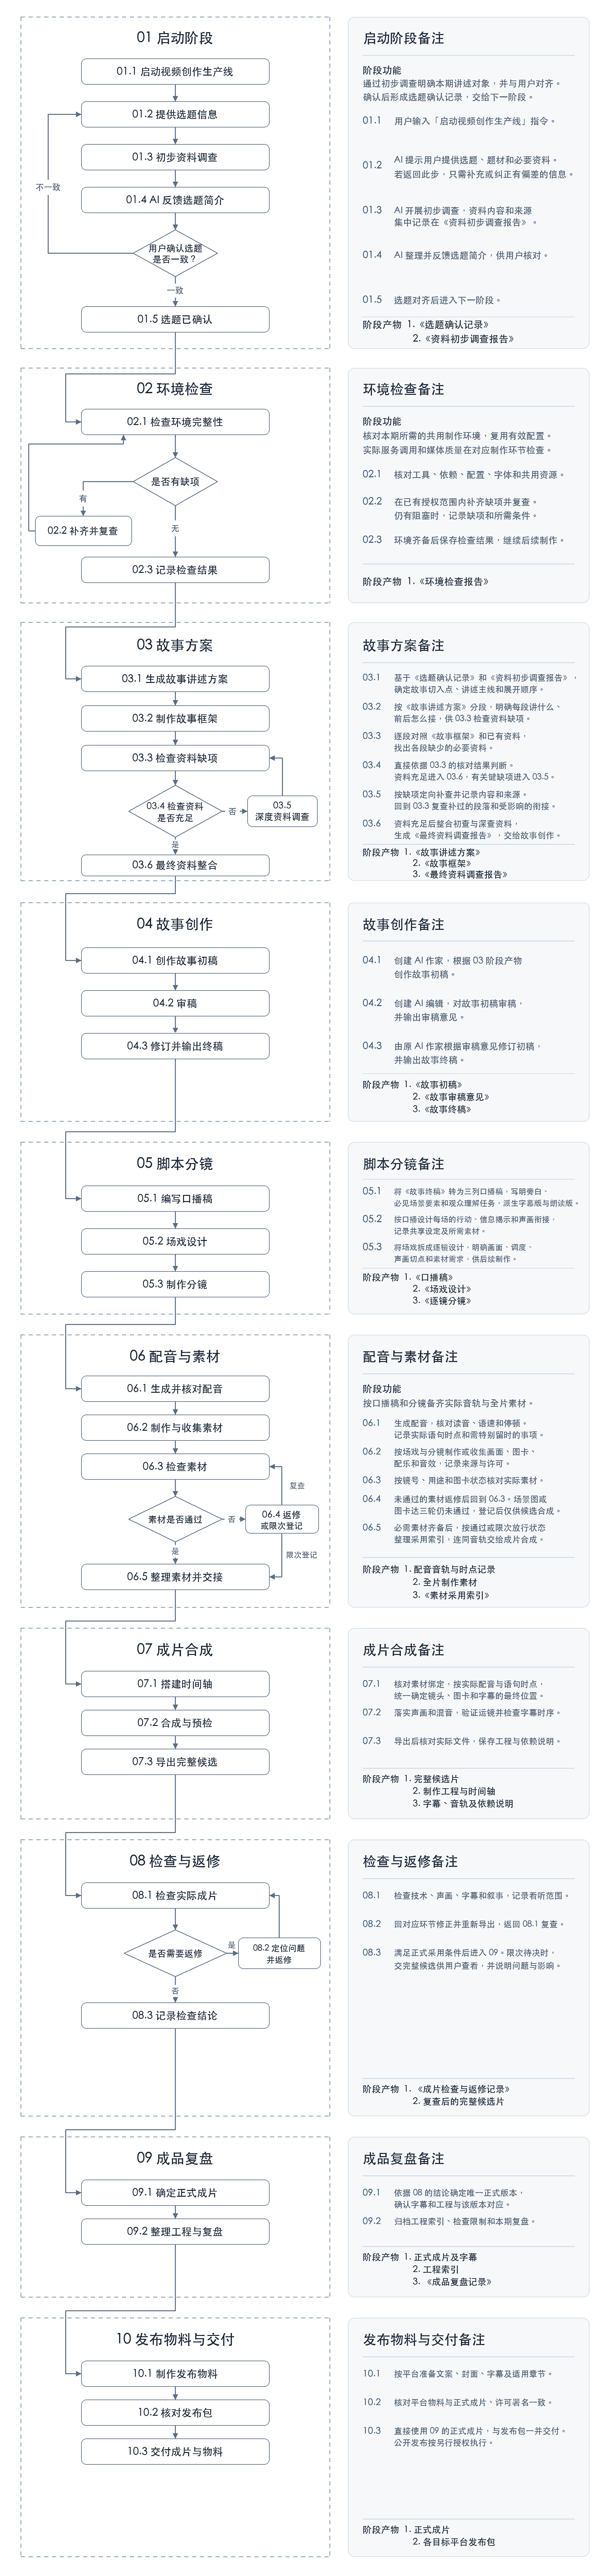 01 启动阶段
01.1 启动视频创作生产线
01.2 提供选题信息
01.3 初步资料调查
不一致
01.4 AI 反馈选题简介
用户确认选题
是否一致？
一致
01.5 选题已确认
启动阶段备注
阶段功能
通过初步调查明确本期讲述对象，并与用户对齐。
确认后形成选题确认记录，交给下一阶段。
01.1 用户输入「启动视频创作生产线」指令。
01.2 AI 提示用户提供选题、题材和必要资料。
若返回此步，只需补充或纠正有偏差的信息。
01.3 AI 开展初步调查，资料内容和来源
集中记录在《资料初步调查报告》。
01.4 AI 整理并反馈选题简介，供用户核对。
01.5 选题对齐后进入下一阶段。
阶段产物 1.《选题确认记录》
2.《资料初步调查报告》
02 环境检查
02.1 检查环境完整性
是否有缺项
有
02.2 补齐并复查
无
02.3 记录检查结果
环境检查备注
阶段功能
核对本期所需的共用制作环境，复用有效配置。
实际服务调用和媒体质量在对应制作环节检查。
02.1 核对工具、依赖、配置、字体和共用资源。
02.2 在已有授权范围内补齐缺项并复查。
仍有阻塞时，记录缺项和所需条件。
02.3 环境齐备后保存检查结果，继续后续制作。
阶段产物 1.《环境检查报告》
03 故事方案
03.1 生成故事讲述方案
03.2 制作故事框架
03.3 检查资料缺项
03.4 检查资料
是否充足
否
03.5
深度资料调查
是
03.6 最终资料整合
故事方案备注
03.1 基于《选题确认记录》和《资料初步调查报告》，
确定故事切入点、讲述主线和展开顺序。
03.2 按《故事讲述方案》分段，明确每段讲什么、
前后怎么接，供 03.3 检查资料缺项。
03.3 逐段对照《故事框架》和已有资料，
找出各段缺少的必要资料。
03.4 直接依据 03.3 的核对结果判断。
资料充足进入 03.6，有关键缺项进入 03.5。
03.5 按缺项定向补查并记录内容和来源。
回到 03.3 复查补过的段落和受影响的衔接。
03.6 资料充足后整合初查与深查资料，
生成《最终资料调查报告》，交给故事创作。
阶段产物 1.《故事讲述方案》
2.《故事框架》
3.《最终资料调查报告》
04 故事创作
04.1 创作故事初稿
04.2 审稿
04.3 修订并输出终稿
故事创作备注
04.1 创建 AI 作家，根据 03 阶段产物
创作故事初稿。
04.2 创建 AI 编辑，对故事初稿审稿，
并输出审稿意见。
04.3 由原 AI 作家根据审稿意见修订初稿，
并输出故事终稿。
阶段产物 1.《故事初稿》
2.《故事审稿意见》
3.《故事终稿》
05 脚本分镜
05.1 编写口播稿
05.2 场戏设计
05.3 制作分镜
脚本分镜备注
05.1 将《故事终稿》转为三列口播稿，写明旁白、
必见场景要素和观众理解任务，派生字幕版与朗读版。
05.2 按口播设计每场的行动、信息揭示和声画衔接，
记录共享设定及所需素材。
05.3 将场戏拆成逐镜设计，明确画面、调度、
声画切点和素材需求，供后续制作。
阶段产物 1.《口播稿》
2.《场戏设计》
3.《逐镜分镜》
06 配音与素材
06.1 生成并核对配音
06.2 制作与收集素材
06.3 检查素材
复查
素材是否通过
否
06.4 返修
或限次登记
是
限次登记
06.5 整理素材并交接
配音与素材备注
阶段功能
按口播稿和分镜备齐实际音轨与全片素材。
06.1 生成配音，核对读音、语速和停顿。
记录实际语句时点和需特别留时的事项。
06.2 按场戏与分镜制作或收集画面、图卡、
配乐和音效，记录来源与许可。
06.3 按镜号、用途和图卡状态核对实际素材。
06.4 未通过的素材返修后回到 06.3。场景图或
图卡达三轮仍未通过，登记后仅供候选合成。
06.5 必需素材齐备后，按通过或限次放行状态
整理采用索引，连同音轨交给成片合成。
阶段产物 1. 配音音轨与时点记录
2. 全片制作素材
3.《素材采用索引》
07 成片合成
07.1 搭建时间轴
07.2 合成与预检
07.3 导出完整候选
成片合成备注
07.1 核对素材绑定，按实际配音与语句时点，
统一确定镜头、图卡和字幕的最终位置。
07.2 落实声画和混音，验证运镜并检查字幕时序。
07.3 导出后核对实际文件，保存工程与依赖说明。
阶段产物 1. 完整候选片
2. 制作工程与时间轴
3. 字幕、音轨及依赖说明
08 检查与返修
08.1 检查实际成片
是否需要返修
是
08.2 定位问题
并返修
否
08.3 记录检查结论
检查与返修备注
08.1 检查技术、声画、字幕和叙事，记录看听范围。
08.2 回对应环节修正并重新导出，返回 08.1 复查。
08.3 满足正式采用条件后进入 09。限次待决时，
交完整候选供用户查看，并说明问题与影响。
阶段产物 1.《成片检查与返修记录》
2. 复查后的完整候选片
09 成品复盘
09.1 确定正式成片
09.2 整理工程与复盘
成品复盘备注
09.1 依据 08 的结论确定唯一正式版本，
确认字幕和工程与该版本对应。
09.2 归档工程索引、检查限制和本期复盘。
阶段产物 1. 正式成片及字幕
2. 工程索引
3.《成品复盘记录》
10 发布物料与交付
10.1 制作发布物料
10.2 核对发布包
10.3 交付成片与物料
发布物料与交付备注
10.1 按平台准备文案、封面、字幕及适用章节。
10.2 核对平台物料与正式成片、许可署名一致。
10.3 直接使用 09 的正式成片，与发布包一并交付。
公开发布按另行授权执行。
阶段产物 1. 正式成片
2. 各目标平台发布包